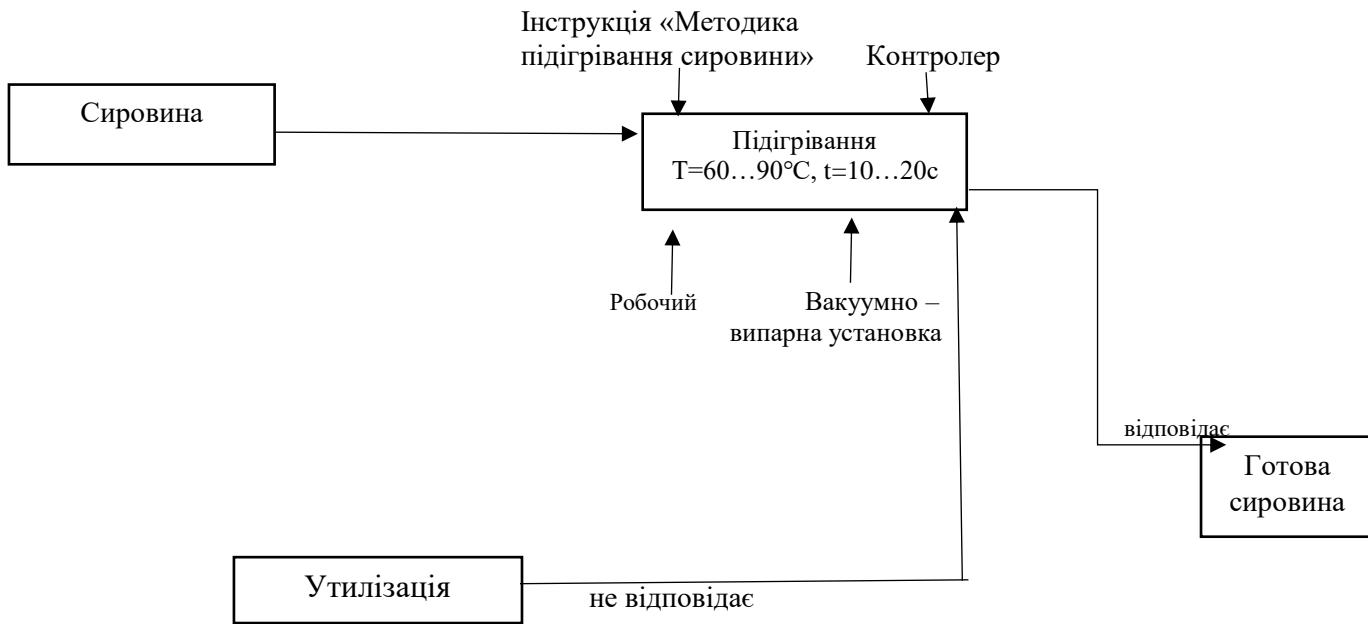 Інструкція «Методика
підігрівання сировини»
Контролер
Сировина
Підігрівання
T=60…90°C, t=10…20c
Робочий
Вакуумно –
випарна установка
відповідає
Готова
сировина
Утилізація
не відповідає